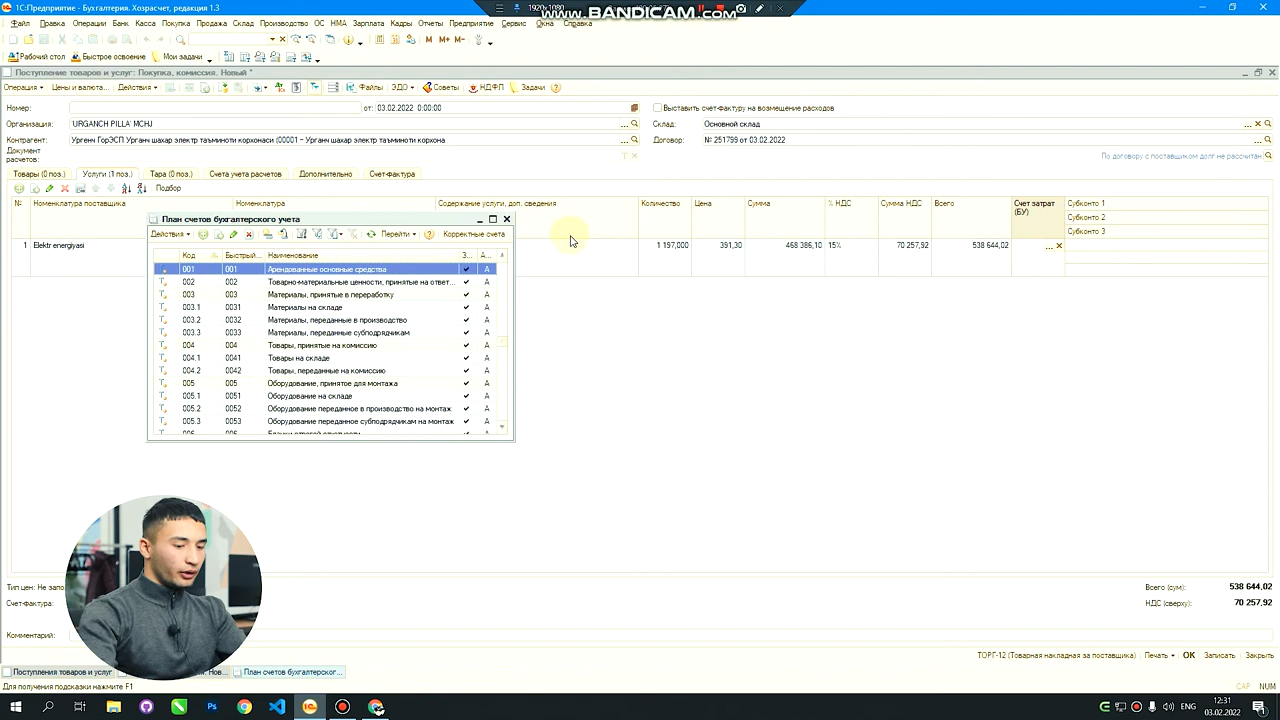 1С:Предприятие - Бухгалтерия. Хозрасчет, редакция 1.3
1920x1080
www.BANDICAM.com
Файл Правка Операции Банк Касса Покупка Продажа Склад Производство ОС НМА Зарплата Кадры Отчеты Предприятие Сервис Окна Справка
M M+ M-
Рабочий стол Быстрое освоение Мои задачи
Поступление товаров и услуг: Покупка, комиссия. Новый *
Операция Цены и валюта... Действия Файлы ЭДО Советы НДФЛ Задачи
Номер: от: 03.02.2022 0:00:00 Выставить счет-фактуру на возмещение расходов
Организация: 'URGANCH PILLA' MCHJ Склад: Основной склад
Контрагент: Ургенч ГорЭСП Урганч шахар электр таъминоти корхонаси (00001 - Урганч шахар электр таъминоти корхона Договор: № 251799 от 03.02.2022
Документ расчетов: По договору с поставщиком долг не рассчитан
Товары (0 поз.) Услуги (1 поз.) Тара (0 поз.) Счета учета расчетов Дополнительно Счет-фактура
Подбор
№ Номенклатура поставщика Номенклатура Содержание услуги, доп. сведения Количество Цена Сумма % НДС Сумма НДС Всего Счет затрат (БУ) Субконто 1
Субконто 2
Субконто 3
1 Elektr energiyasi 1 197,000 391,30 468 386,10 15% 70 257,92 538 644,02
План счетов бухгалтерского учета
Действия Перейти Корректные счета
Код Быстрый... Наименование З... А...
001 001 Арендованные основные средства А
002 002 Товарно-материальные ценности, принятые на ответ... А
003 003 Материалы, принятые в переработку А
003.1 0031 Материалы на складе А
003.2 0032 Материалы, переданные в производство А
003.3 0033 Материалы, переданные субподрядчикам А
004 004 Товары, принятые на комиссию А
004.1 0041 Товары на складе А
004.2 0042 Товары, переданные на комиссию А
005 005 Оборудование, принятое для монтажа А
005.1 0051 Оборудование на складе А
005.2 0052 Оборудование переданное в производство на монтаж А
005.3 0053 Оборудование переданное субподрядчикам на монтаж А
006 006 Бланки строгой отчетности А
Тип цен: Не запо Всего (сум): 538 644,02
Счет-фактура: НДС (сверху): 70 257,92
Комментарий:
ТОРГ-12 (Товарная накладная за поставщика) Печать OK Записать Закрыть
Поступления товаров и услуг Нов... План счетов бухгалтерског...
Для получения подсказки нажмите F1 CAP NUM
12:31
03.02.2022